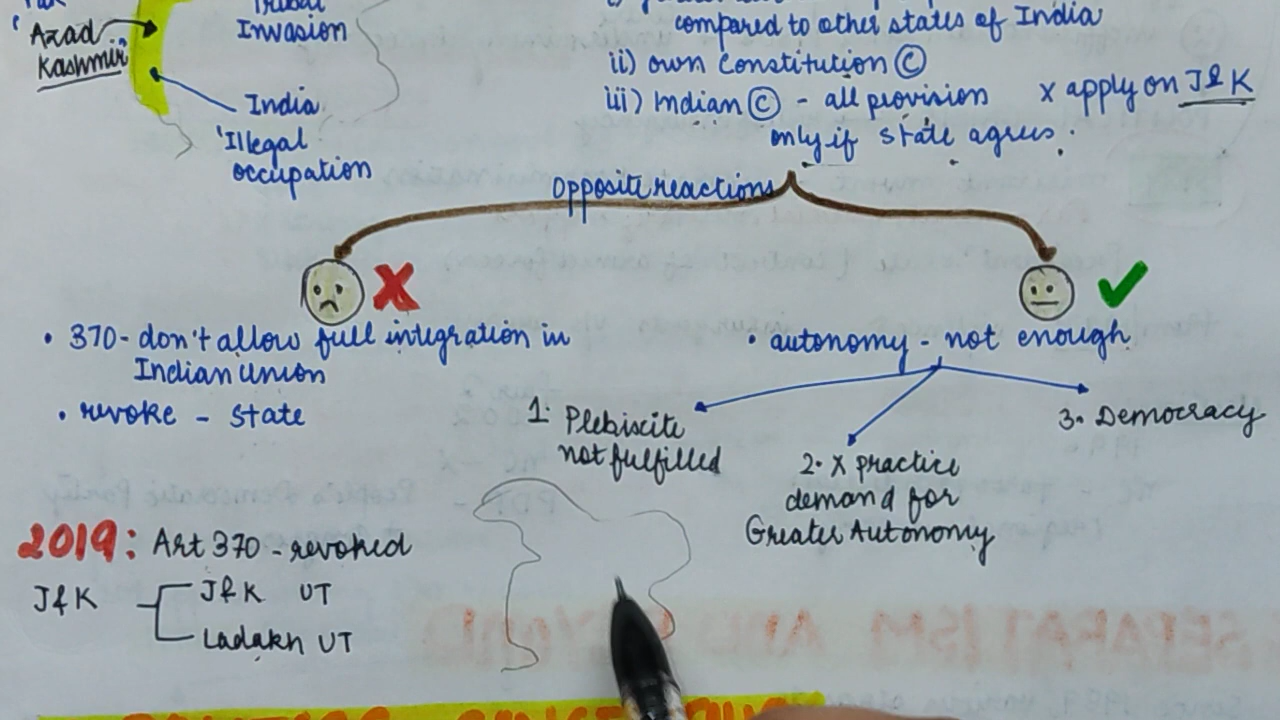 'Azad
Kashmir'
Tribal
Invasion
India
'Illegal
occupation
compared to other states of India
ii) own constitution ©
iii) Indian © - all provision x apply on J&K
only if state agrees.
Opposite reactions
• 370 - don't allow full integration in
Indian Union
• revoke - state
• autonomy - not enough
1. Plebiscite
not fulfilled
2. x practice
demand for
Greater Autonomy
3. Democracy
2019: Art 370 - revoked
J&K
J&K UT
Ladakh UT